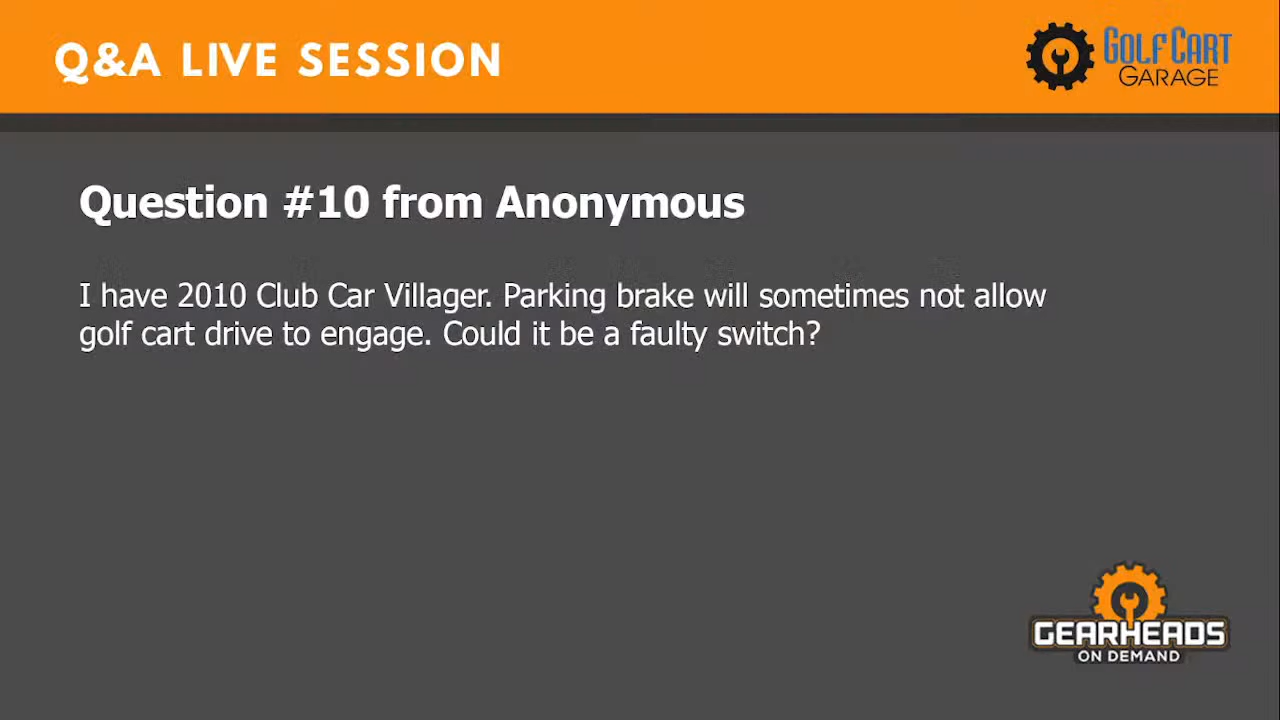 Q&A LIVE SESSION
GOLF CART
GARAGE
Question #10 from Anonymous
I have 2010 Club Car Villager. Parking brake will sometimes not allow
golf cart drive to engage. Could it be a faulty switch?
GEARHEADS
ON DEMAND